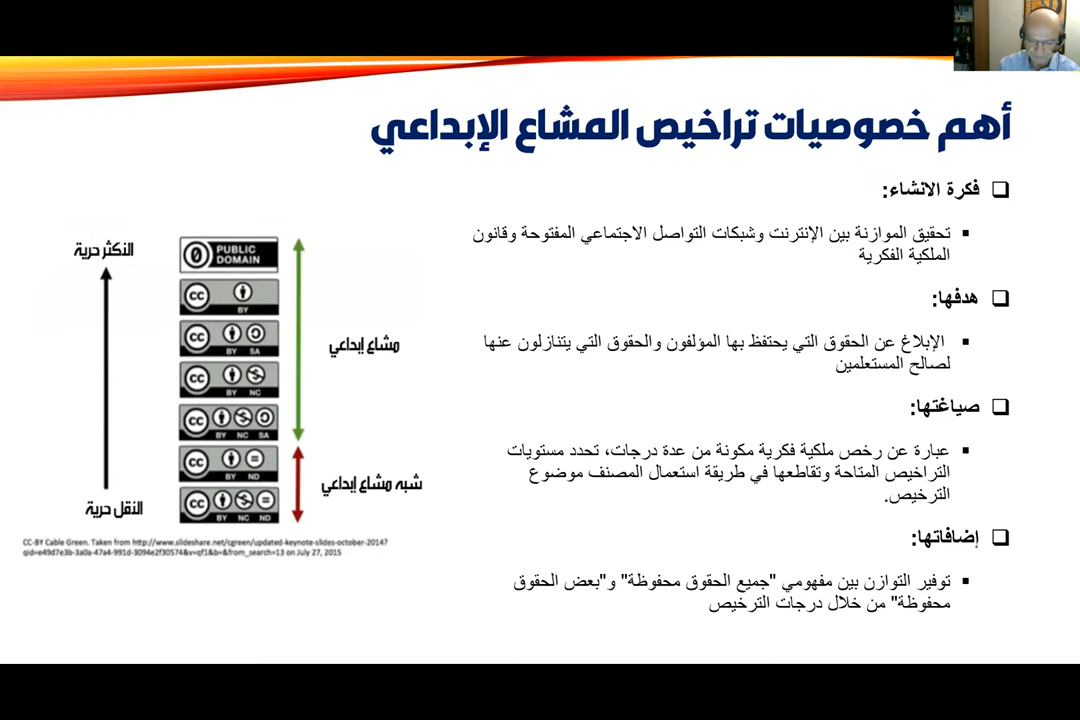 أهم خصوصيات تراخيص المشاع الإبداعي
فكرة الانشاء:
تحقيق الموازنة بين الإنترنت وشبكات التواصل الاجتماعي المفتوحة وقانون
الملكية الفكرية
هدفها:
الإبلاغ عن الحقوق التي يحتفظ بها المؤلفون والحقوق التي يتنازلون عنها
لصالح المستعلمين
صياغتها:
عبارة عن رخص ملكية فكرية مكونة من عدة درجات، تحدد مستويات
التراخيص المتاحة وتقاطعها في طريقة استعمال المصنف موضوع
الترخيص.
إضافاتها:
توفير التوازن بين مفهومي "جميع الحقوق محفوظة" و"بعض الحقوق
محفوظة" من خلال درجات الترخيص
النكثر حرية
PUBLIC
DOMAIN
cc
BY
cc
BY SA
مشاع إبداعي
cc
BY NC
cc
BY NC SA
cc
BY ND
شبه مشاع إبداعي
cc
BY NC ND
النقل حرية
CC-BY Cable Green. Taken from http://www.slideshare.net/cgreen/updated-keynote-slides-october-2014?
qid=e49d7e3b-3a0a-47a4-991d-3094e2f30574&v=qf1&b=&from_search=13 on July 27, 2015